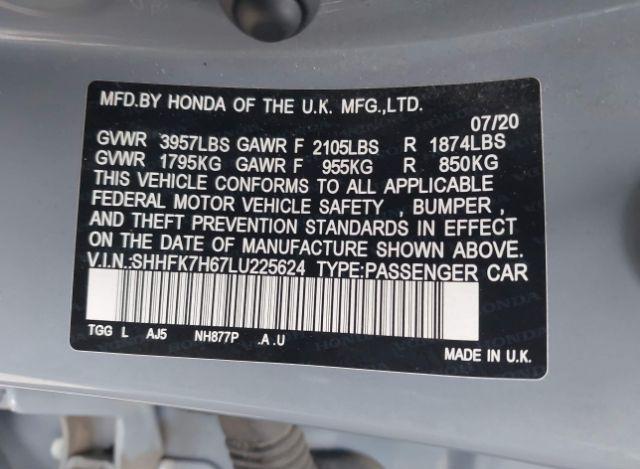 MFD.BY HONDA OF THE U.K. MFG.,LTD.
07/20
GVWR 3957LBS GAWR F 2105LBS R 1874LBS
GVWR 1795KG GAWR F 955KG R 850KG
THIS VEHICLE CONFORMS TO ALL APPLICABLE
FEDERAL MOTOR VEHICLE SAFETY , BUMPER ,
AND THEFT PREVENTION STANDARDS IN EFFECT
ON THE DATE OF MANUFACTURE SHOWN ABOVE.
V.I.N.:SHHFK7H67LU225624 TYPE:PASSENGER CAR
TGG L AJ5 NH877P .A .U
MADE IN U.K.